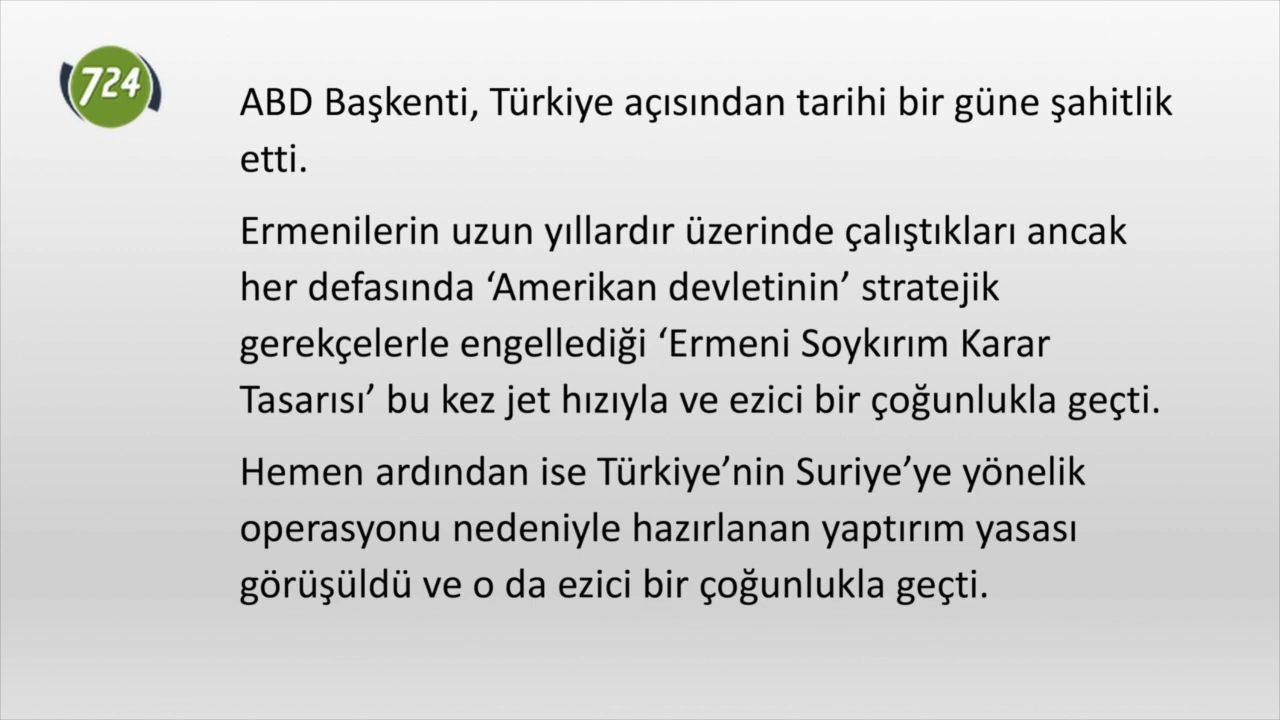 724
ABD Başkenti, Türkiye açısından tarihi bir güne şahitlik
etti.
Ermenilerin uzun yıllardır üzerinde çalıştıkları ancak
her defasında ‘Amerikan devletinin’ stratejik
gerekçelerle engellediği ‘Ermeni Soykırım Karar
Tasarısı’ bu kez jet hızıyla ve ezici bir çoğunlukla geçti.
Hemen ardından ise Türkiye’nin Suriye’ye yönelik
operasyonu nedeniyle hazırlanan yaptırım yasası
görüşüldü ve o da ezici bir çoğunlukla geçti.